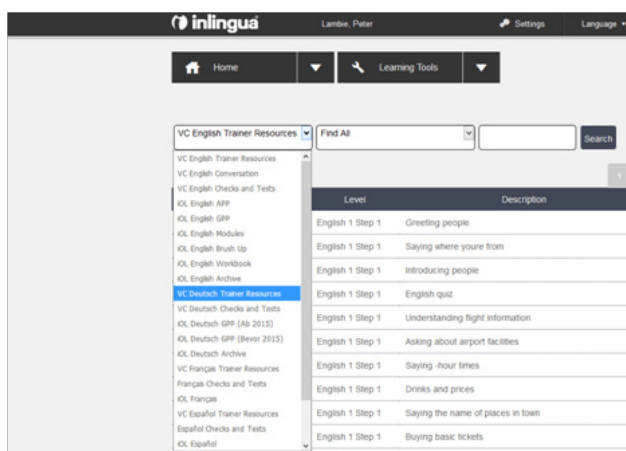 inlingua Lambie, Peter Settings Language
Home Learning Tools
VC English Trainer Resources Find All Search
VC English Trainer Resources
VC English Conversation
VC English Checks and Tests
iOL English APP
iOL English GPP
iOL English Modules
iOL English Brush Up
iOL English Workbook
iOL English Archive
VC Deutsch Trainer Resources
VC Deutsch Checks and Tests
iOL Deutsch GPP (Ab 2015)
iOL Deutsch GPP (Bevor 2015)
iOL Deutsch Archive
VC Français Trainer Resources
Français Checks and Tests
iOL Français
VC Español Trainer Resources
Español Checks and Tests
iOL Español
Level Description
English 1 Step 1 Greeting people
English 1 Step 1 Saying where youre from
English 1 Step 1 Introducing people
English 1 Step 1 English quiz
English 1 Step 1 Understanding flight information
English 1 Step 1 Asking about airport facilities
English 1 Step 1 Saying -hour times
English 1 Step 1 Drinks and prices
English 1 Step 1 Saying the name of places in town
English 1 Step 1 Buying basic tickets